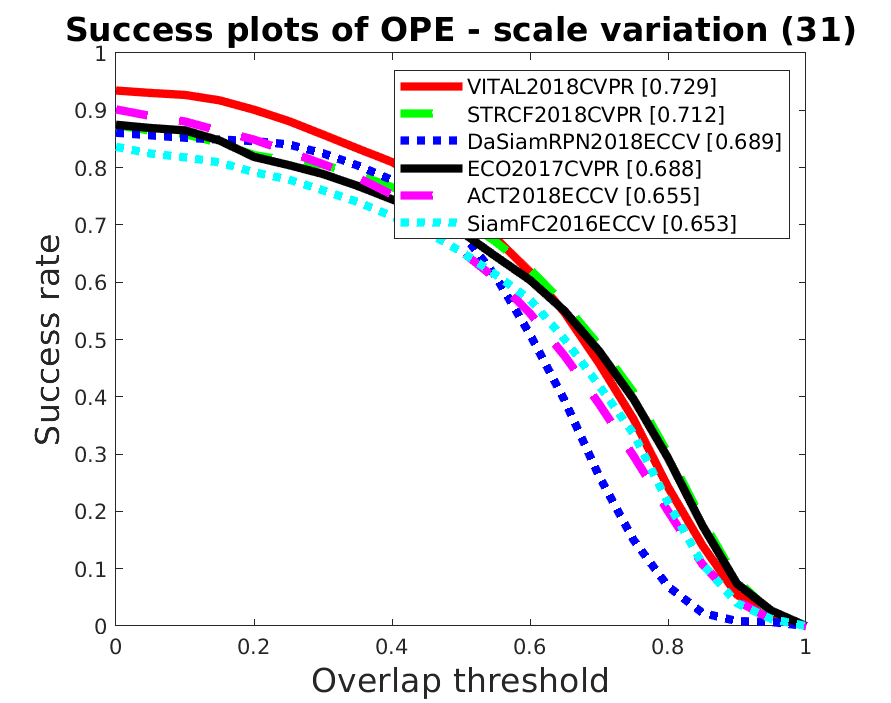 Success plots of OPE - scale variation (31)
1
0.9
0.8
0.7
0.6
0.5
0.4
0.3
0.2
0.1
0
Success rate
VITAL2018CVPR [0.729]
STRCF2018CVPR [0.712]
DaSiamRPN2018ECCV [0.689]
ECO2017CVPR [0.688]
ACT2018ECCV [0.655]
SiamFC2016ECCV [0.653]
0 0.2 0.4 0.6 0.8 1
Overlap threshold